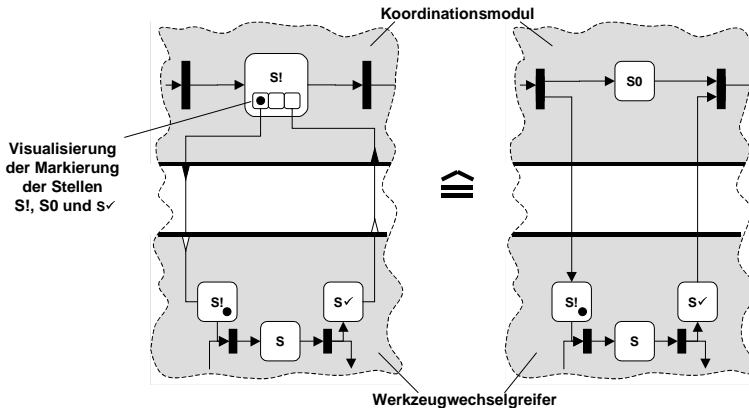 Koordinationsmodul
S!
S0
Visualisierung
der Markierung
der Stellen
S!, S0 und S✓
≙
S!
S✓
S
S!
S✓
S
Werkzeugwechselgreifer